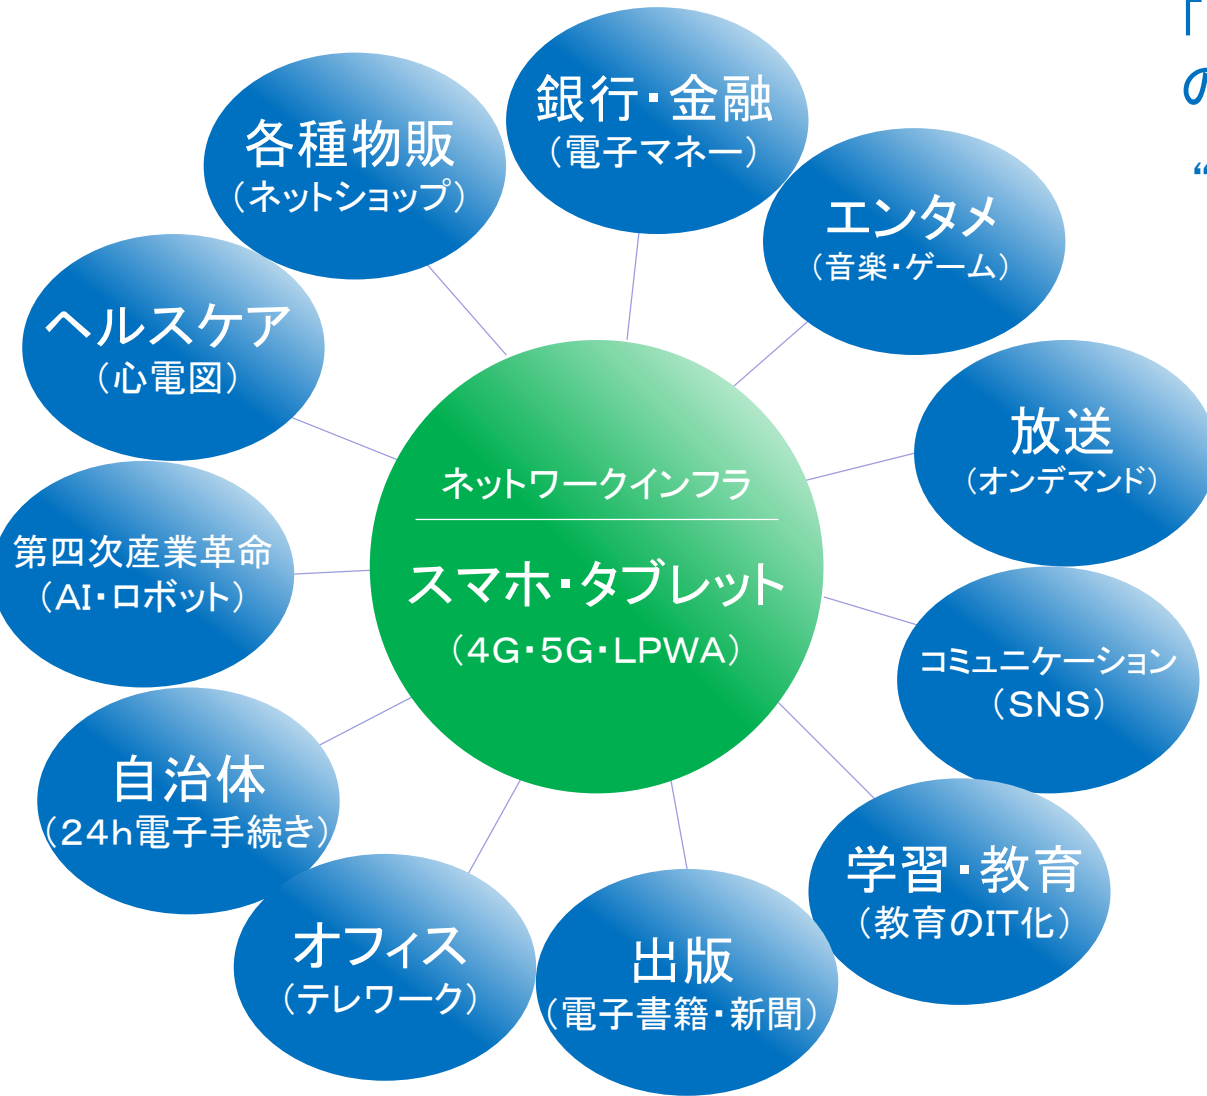 「
の
“
銀行・金融
（電子マネー）
各種物販
（ネットショップ）
エンタメ
（音楽・ゲーム）
ヘルスケア
（心電図）
放送
（オンデマンド）
ネットワークインフラ
スマホ・タブレット
（4G・5G・LPWA）
第四次産業革命
（AI・ロボット）
コミュニケーション
（SNS）
自治体
（24h電子手続き）
学習・教育
（教育のIT化）
オフィス
（テレワーク）
出版
（電子書籍・新聞）